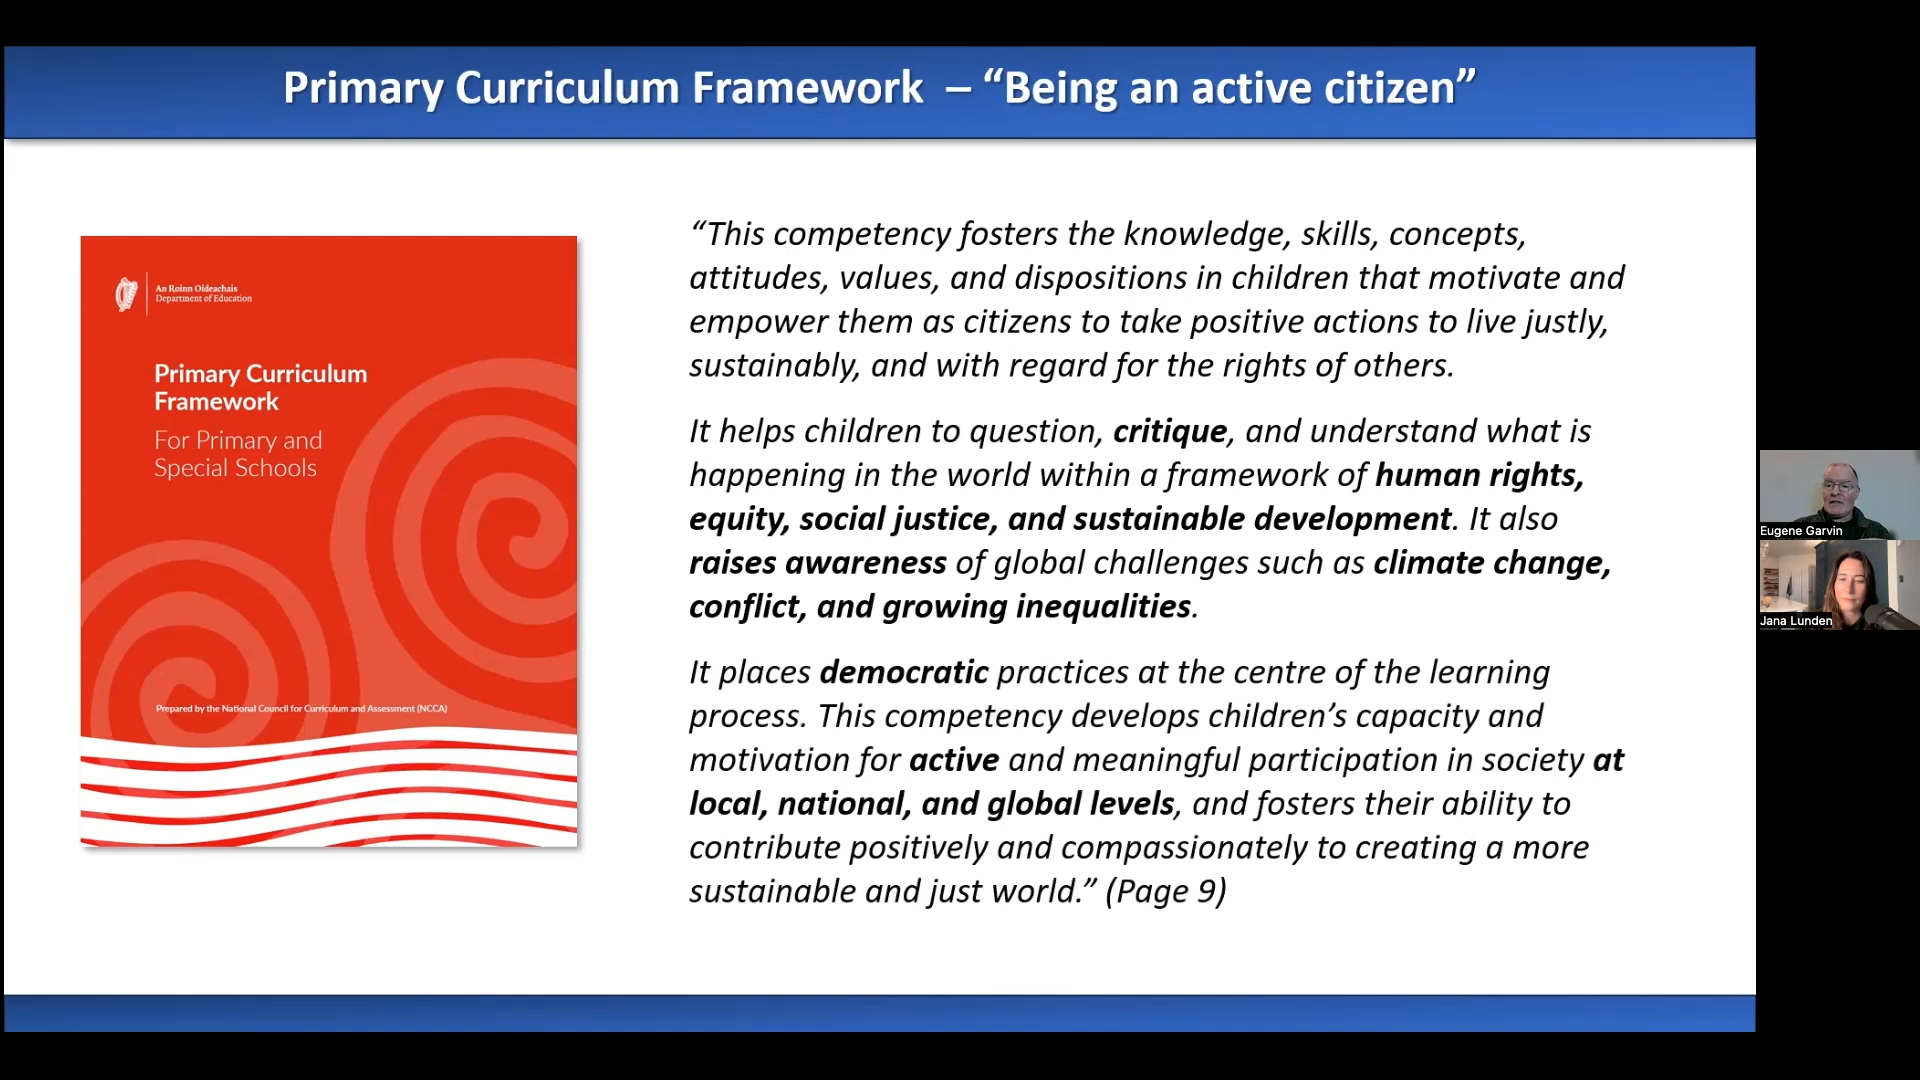 Primary Curriculum Framework – “Being an active citizen”
An Roinn Oideachais
Department of Education
Primary Curriculum
Framework
For Primary and
Special Schools
Prepared by the National Council for Curriculum and Assessment (NCCA)
“This competency fosters the knowledge, skills, concepts,
attitudes, values, and dispositions in children that motivate and
empower them as citizens to take positive actions to live justly,
sustainably, and with regard for the rights of others.
It helps children to question, critique, and understand what is
happening in the world within a framework of human rights,
equity, social justice, and sustainable development. It also
raises awareness of global challenges such as climate change,
conflict, and growing inequalities.
It places democratic practices at the centre of the learning
process. This competency develops children’s capacity and
motivation for active and meaningful participation in society at
local, national, and global levels, and fosters their ability to
contribute positively and compassionately to creating a more
sustainable and just world.” (Page 9)
Eugene Garvin
Jana Lunden